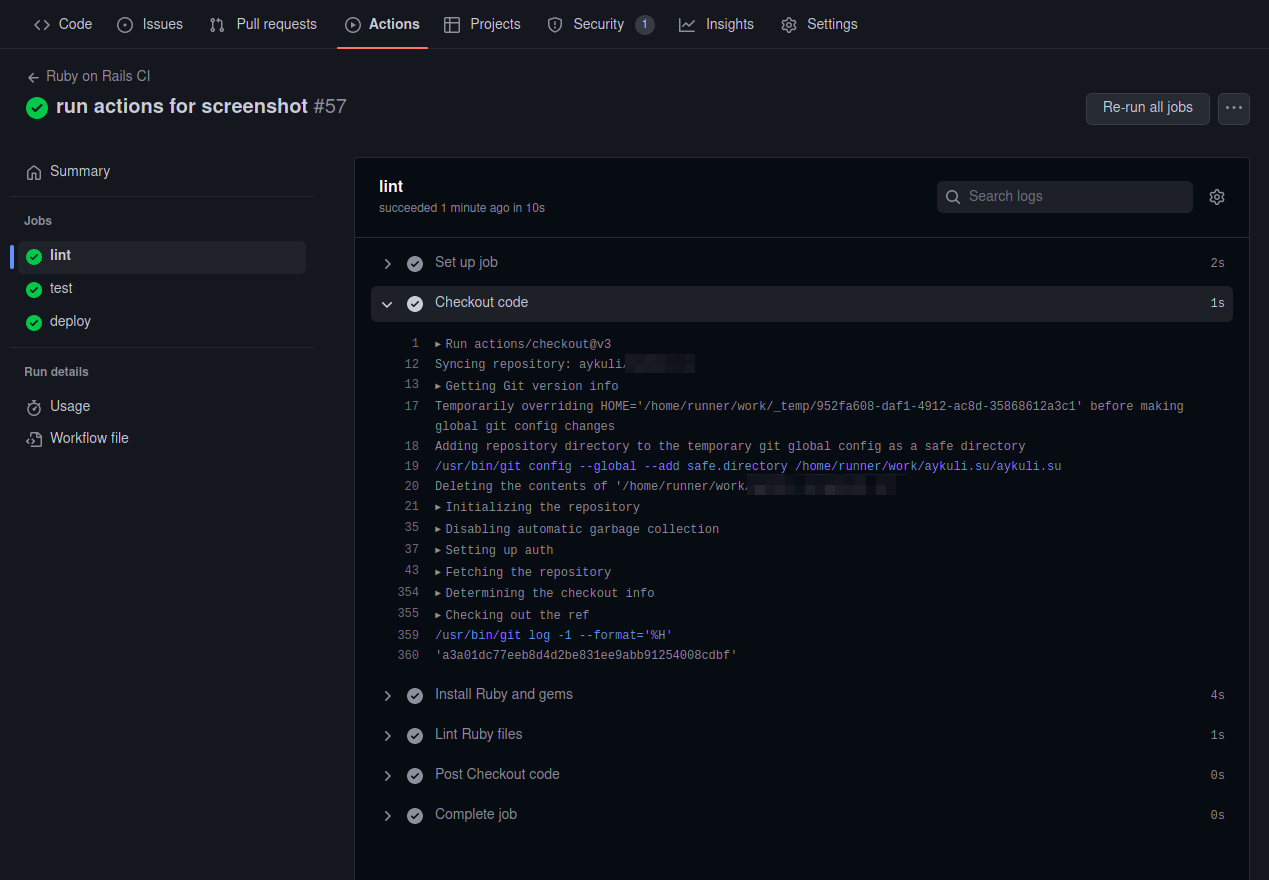 Code Issues Pull requests Actions Projects Security 1 Insights Settings
Ruby on Rails CI
run actions for screenshot #57
Re-run all jobs
Summary
Jobs
lint
test
deploy
Run details
Usage
Workflow file
lint
succeeded 1 minute ago in 10s
Search logs
Set up job 2s
Checkout code 1s
1 ▸ Run actions/checkout@v3
12 Syncing repository: aykuli/
13 ▸ Getting Git version info
17 Temporarily overriding HOME='/home/runner/work/_temp/952fa608-daf1-4912-ac8d-35868612a3c1' before making
global git config changes
18 Adding repository directory to the temporary git global config as a safe directory
19 /usr/bin/git config --global --add safe.directory /home/runner/work/aykuli.su/aykuli.su
20 Deleting the contents of '/home/runner/work/
21 ▸ Initializing the repository
35 ▸ Disabling automatic garbage collection
37 ▸ Setting up auth
43 ▸ Fetching the repository
354 ▸ Determining the checkout info
355 ▸ Checking out the ref
359 /usr/bin/git log -1 --format='%H'
360 'a3a01dc77eeb8d4d2be831ee9abb91254008cdbf'
Install Ruby and gems 4s
Lint Ruby files 1s
Post Checkout code 0s
Complete job 0s